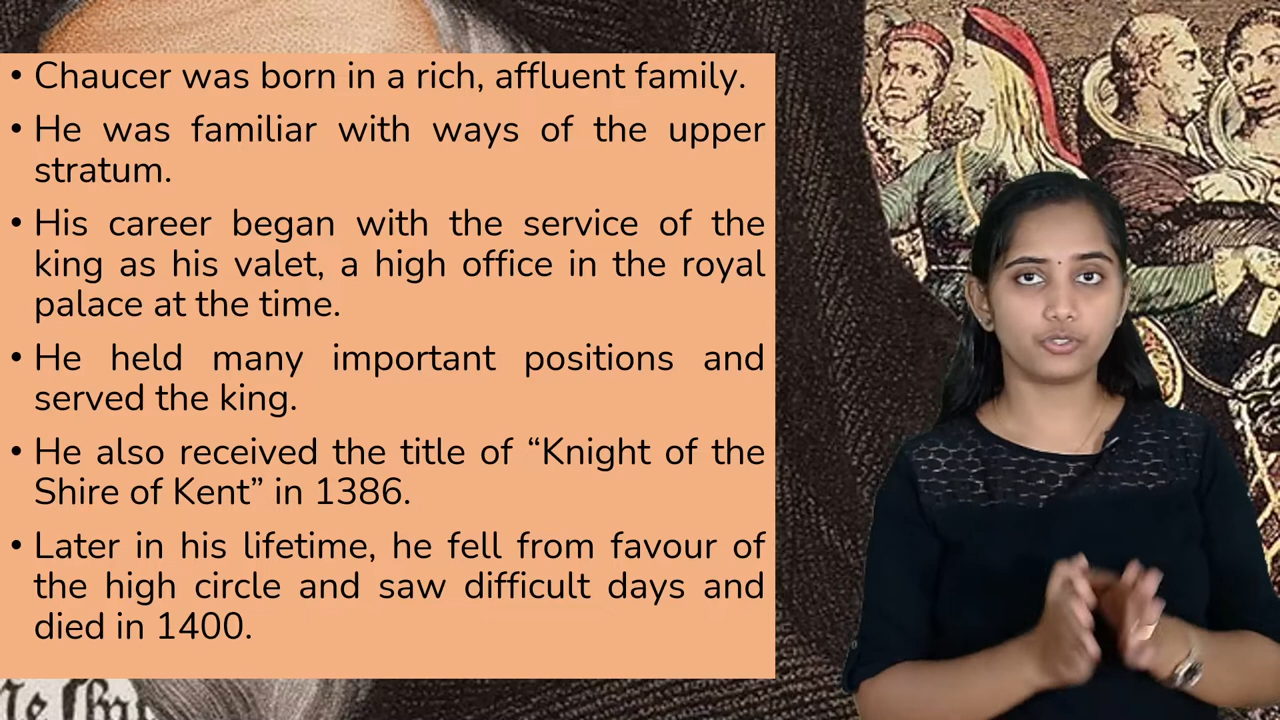 • Chaucer was born in a rich, affluent family.
• He was familiar with ways of the upper
stratum.
• His career began with the service of the
king as his valet, a high office in the royal
palace at the time.
• He held many important positions and
served the king.
• He also received the title of “Knight of the
Shire of Kent” in 1386.
• Later in his lifetime, he fell from favour of
the high circle and saw difficult days and
died in 1400.